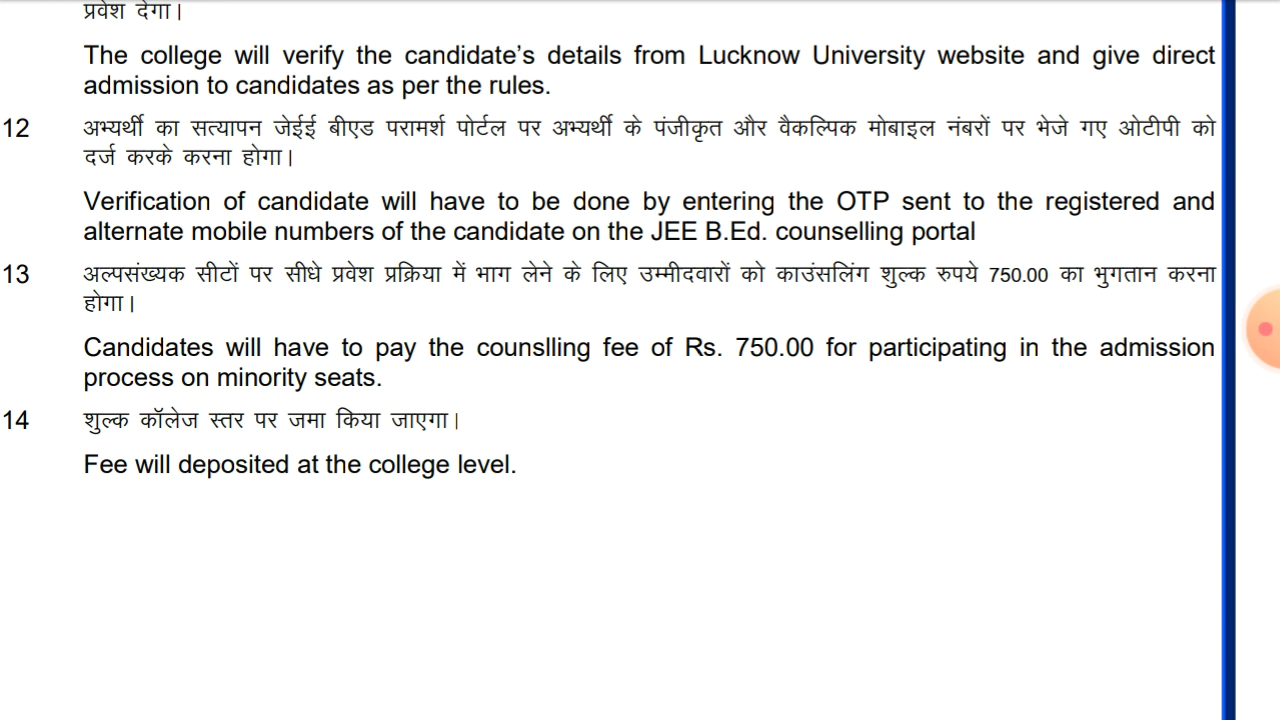 प्रवेश देगा।
The college will verify the candidate’s details from Lucknow University website and give direct
admission to candidates as per the rules.
12 अभ्यर्थी का सत्यापन जेईई बीएड परामर्श पोर्टल पर अभ्यर्थी के पंजीकृत और वैकल्पिक मोबाइल नंबरों पर भेजे गए ओटीपी को
दर्ज करके करना होगा।
Verification of candidate will have to be done by entering the OTP sent to the registered and
alternate mobile numbers of the candidate on the JEE B.Ed. counselling portal
13 अल्पसंख्यक सीटों पर सीधे प्रवेश प्रक्रिया में भाग लेने के लिए उम्मीदवारों को काउंसलिंग शुल्क रुपये 750.00 का भुगतान करना
होगा।
Candidates will have to pay the counslling fee of Rs. 750.00 for participating in the admission
process on minority seats.
14 शुल्क कॉलेज स्तर पर जमा किया जाएगा।
Fee will deposited at the college level.